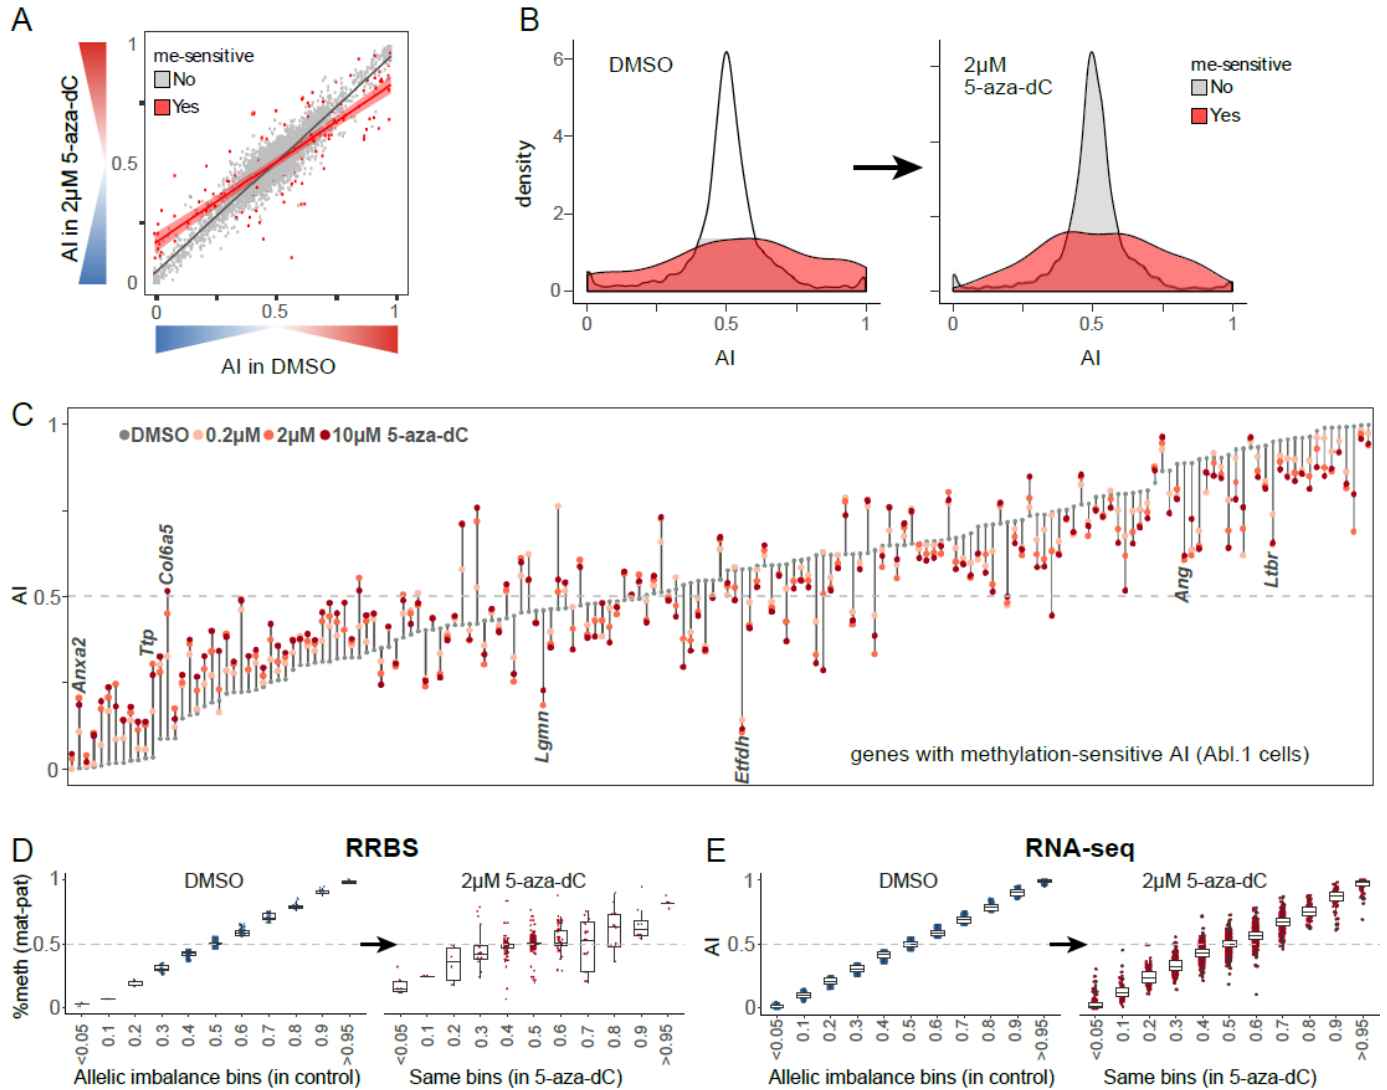 A
AI in 2µM 5-aza-dC
1
0.5
0
me-sensitive
No
Yes
0
0.5
1
AI in DMSO
B
density
6
4
2
0
DMSO
0
0.5
1
AI
2µM
5-aza-dC
me-sensitive
No
Yes
0
0.5
1
AI
C
AI
1
0.5
0
DMSO 0.2µM 2µM 10µM 5-aza-dC
Anxa2
Ttp
Col6a5
Lgmn
Etfdh
Ang
Ltbr
genes with methylation-sensitive AI (Abl.1 cells)
D
RRBS
%meth (mat-pat)
1
0.5
0
DMSO
2µM 5-aza-dC
<0.05 0.1 0.2 0.3 0.4 0.5 0.6 0.7 0.8 0.9 >0.95
<0.05 0.1 0.2 0.3 0.4 0.5 0.6 0.7 0.8 0.9 >0.95
Allelic imbalance bins (in control)
Same bins (in 5-aza-dC)
E
RNA-seq
AI
1
0.5
0
DMSO
2µM 5-aza-dC
<0.05 0.1 0.2 0.3 0.4 0.5 0.6 0.7 0.8 0.9 >0.95
<0.05 0.1 0.2 0.3 0.4 0.5 0.6 0.7 0.8 0.9 >0.95
Allelic imbalance bins (in control)
Same bins (in 5-aza-dC)